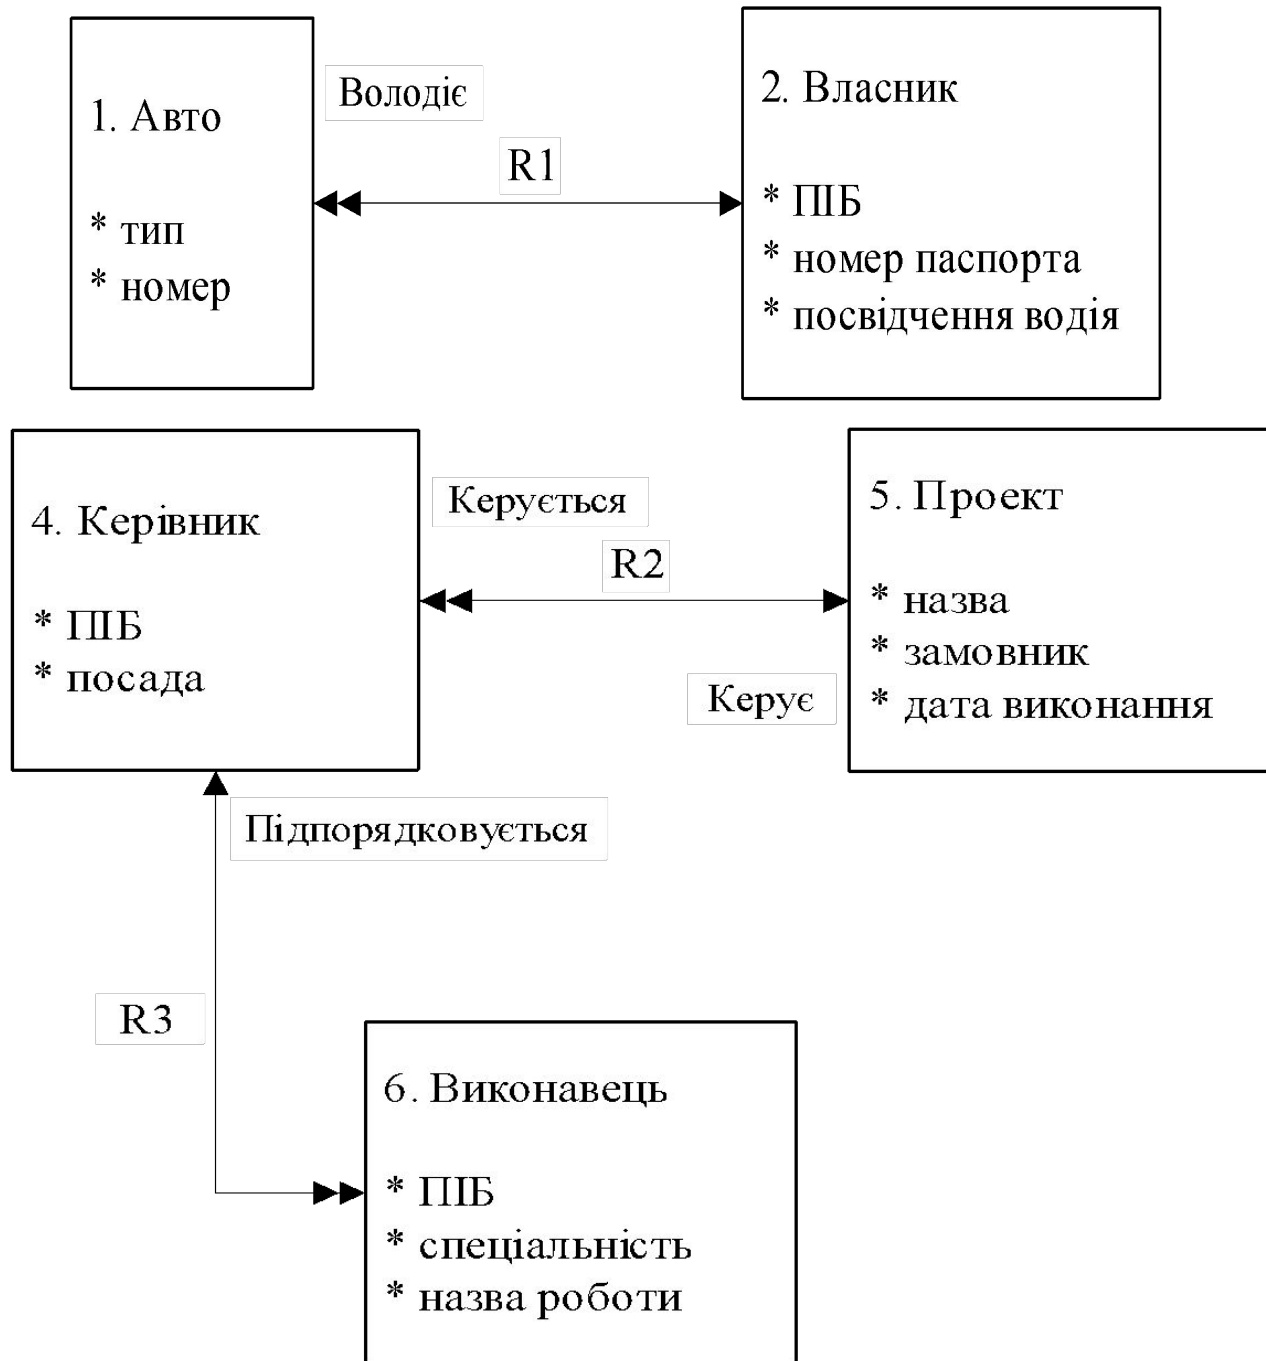 1. Авто
* тип
* номер
Володіє
R1
2. Власник
* ПІБ
* номер паспорта
* посвідчення водія
4. Керівник
* ПІБ
* посада
Керується
R2
Керує
5. Проект
* назва
* замовник
* дата виконання
Підпорядковується
R3
6. Виконавець
* ПІБ
* спеціальність
* назва роботи